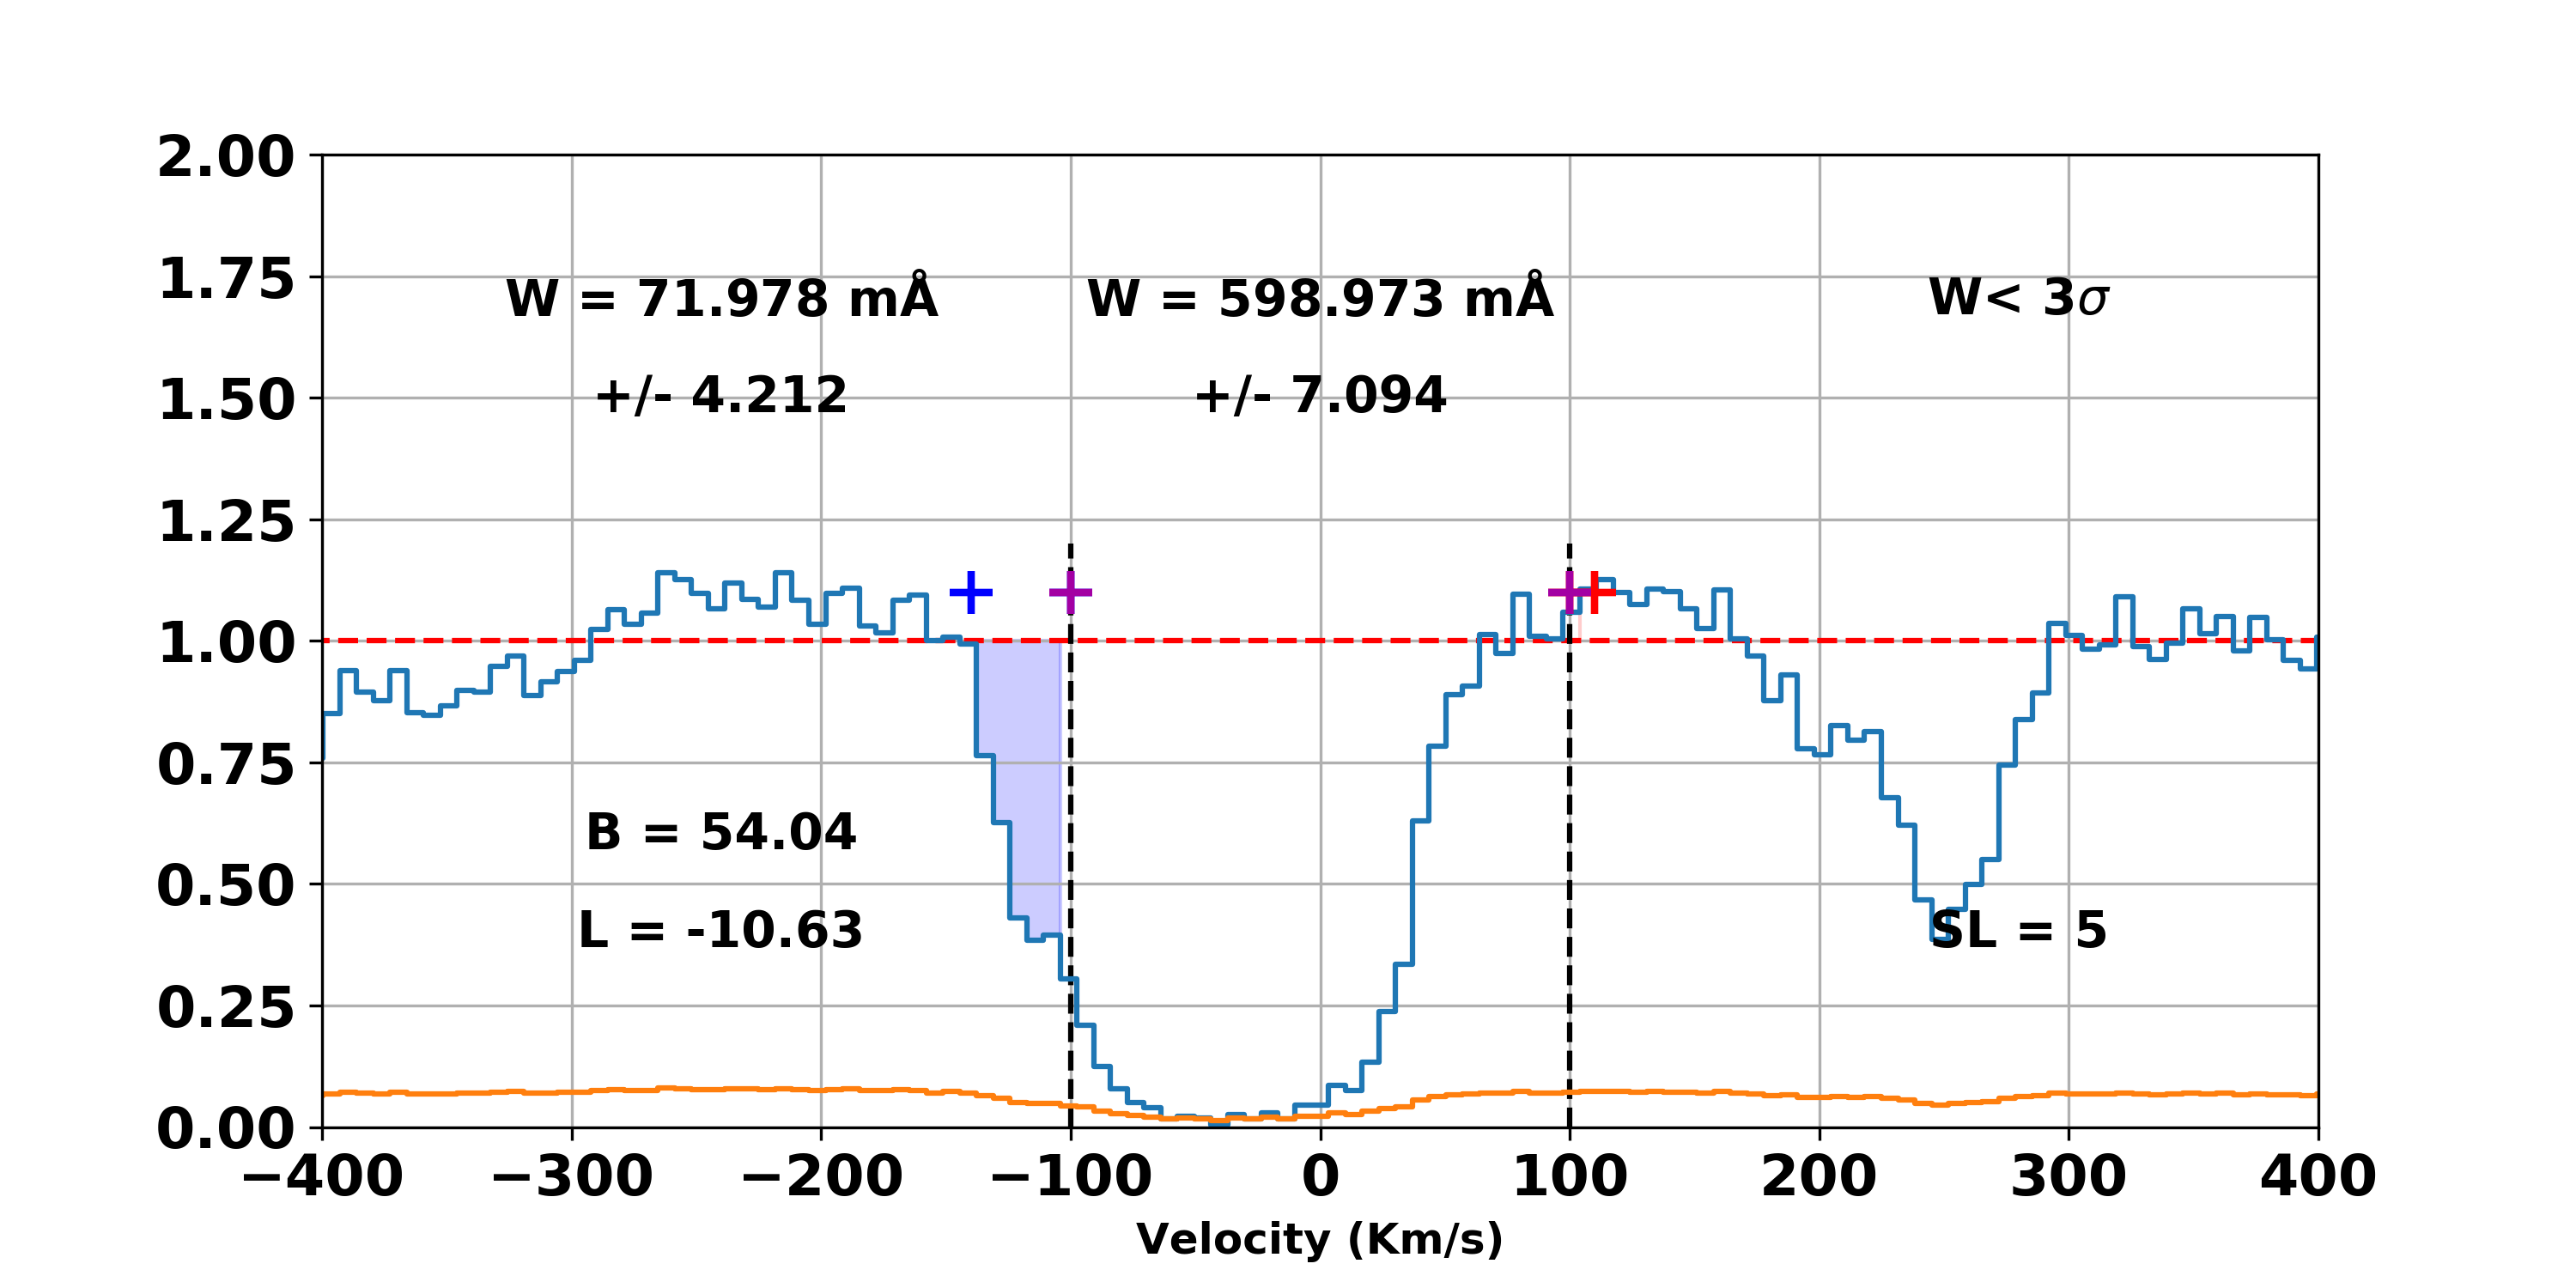 2.00
1.75
W = 71.978 mÅ W = 598.973 mÅ W< 3σ
1.50
+/- 4.212 +/- 7.094
1.25
1.00
0.75
B = 54.04
0.50
L = -10.63 SL = 5
0.25
0.00
−400 −300 −200 −100 0 100 200 300 400
Velocity (Km/s)